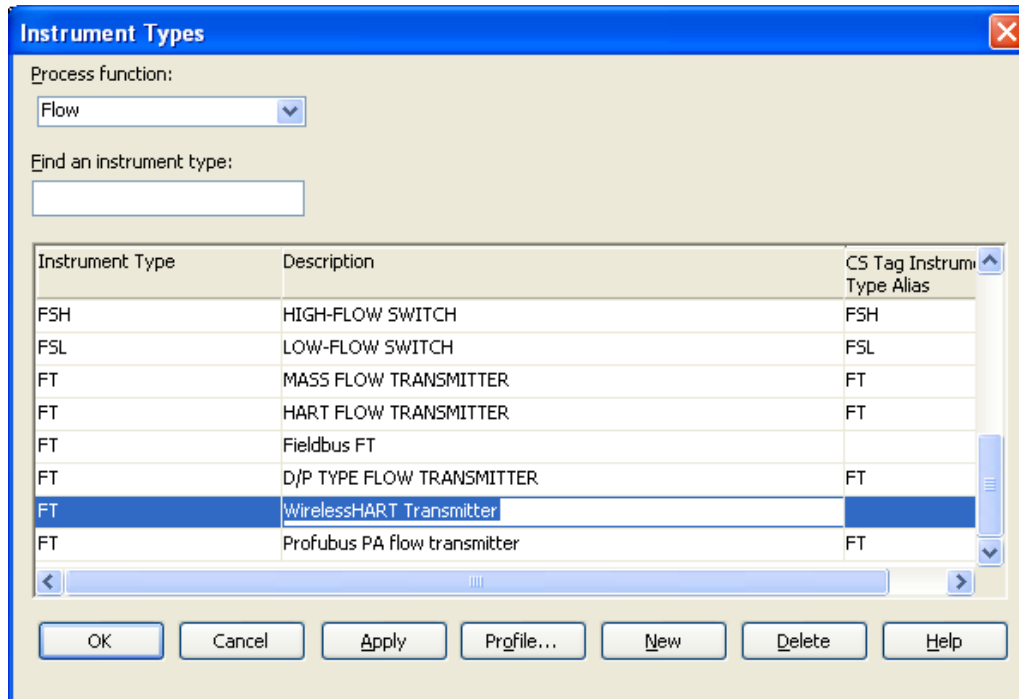 Instrument Types
Process function:
Flow
Find an instrument type:
Instrument Type Description CS Tag Instrume
Type Alias
FSH HIGH-FLOW SWITCH FSH
FSL LOW-FLOW SWITCH FSL
FT MASS FLOW TRANSMITTER FT
FT HART FLOW TRANSMITTER FT
FT Fieldbus FT
FT D/P TYPE FLOW TRANSMITTER FT
FT WirelessHART Transmitter
FT Profubus PA flow transmitter FT
OK Cancel Apply Profile... New Delete Help